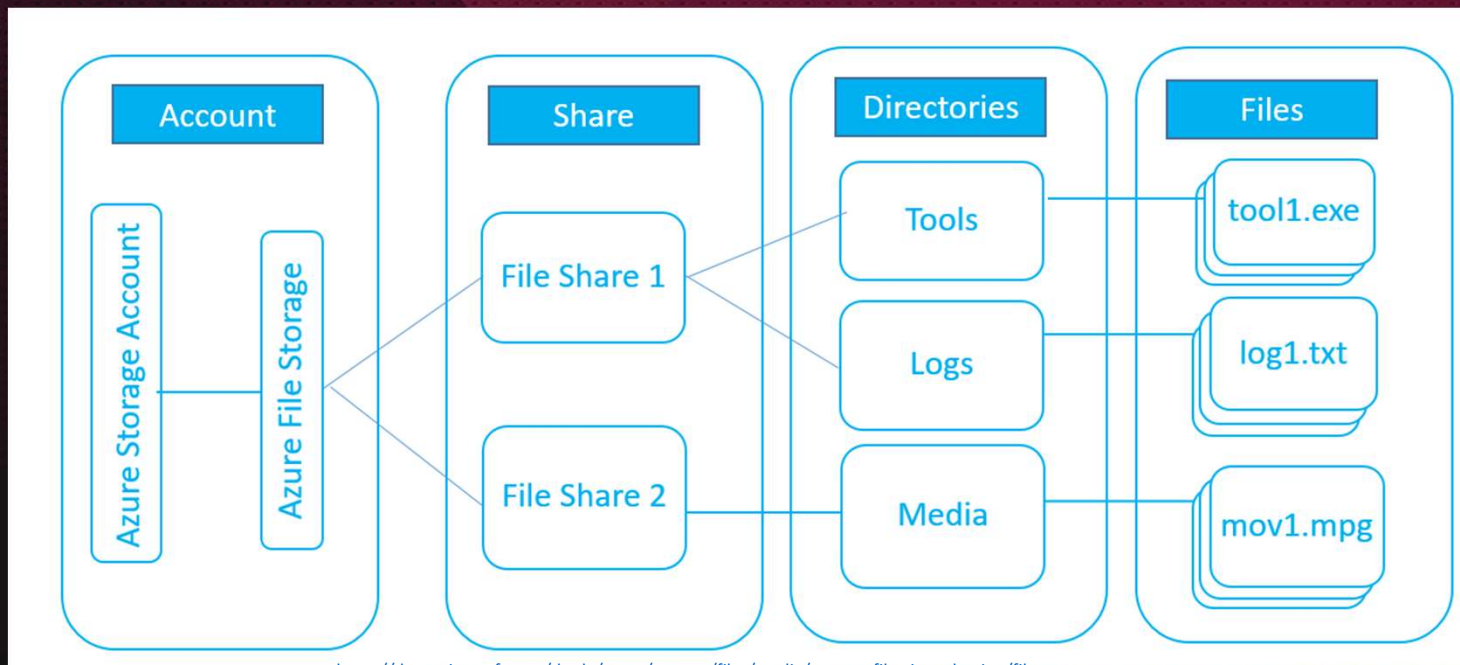 Account
Azure Storage Account
Azure File Storage
Share
File Share 1
File Share 2
Directories
Tools
Logs
Media
Files
tool1.exe
log1.txt
mov1.mpg